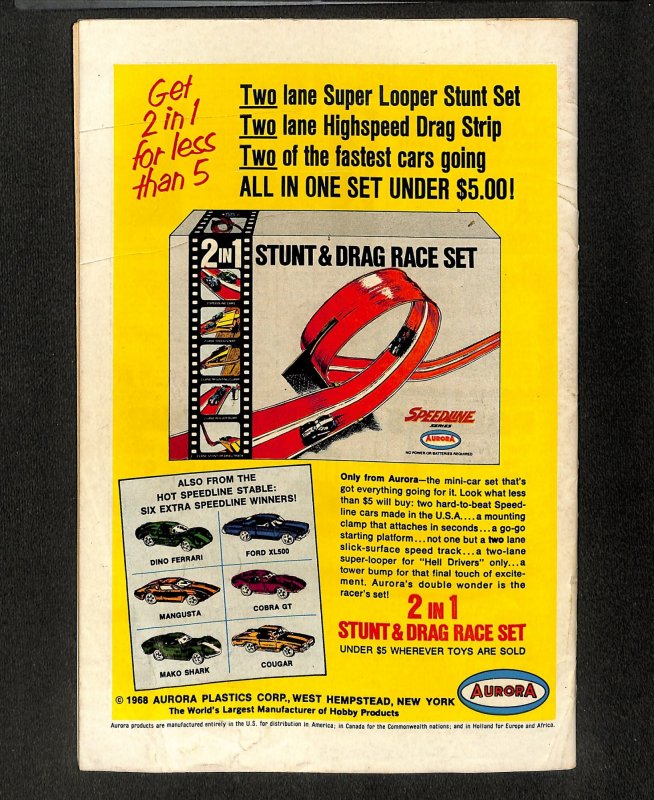 Get
2 in 1
for less
than 5
Two lane Super Looper Stunt Set
Two lane Highspeed Drag Strip
Two of the fastest cars going
ALL IN ONE SET UNDER $5.00!
2 IN 1
STUNT & DRAG RACE SET
SPEEDLINE
SERIES
AURORA
NO POWER OR BATTERIES REQUIRED
ALSO FROM THE
HOT SPEEDLINE STABLE:
SIX EXTRA SPEEDLINE WINNERS!
DINO FERRARI
FORD XL500
MANGUSTA
COBRA GT
MAKO SHARK
COUGAR
Only from Aurora—the mini-car set that's
got everything going for it. Look what less
than $5 will buy: two hard-to-beat Speed-
line cars made in the U.S.A....a mounting
clamp that attaches in seconds...a go-go
starting platform...not one but a two lane
slick-surface speed track...a two-lane
super-looper for "Hell Drivers" only...a
tower bump for that final touch of excite-
ment. Aurora's double wonder is the
racer's set!
2 IN 1
STUNT & DRAG RACE SET
UNDER $5 WHEREVER TOYS ARE SOLD
AURORA
© 1968 AURORA PLASTICS CORP., WEST HEMPSTEAD, NEW YORK
The World's Largest Manufacturer of Hobby Products
Aurora products are manufactured entirely in the U.S. for distribution in America; in Canada for the Commonwealth nations; and in Holland for Europe and Africa.